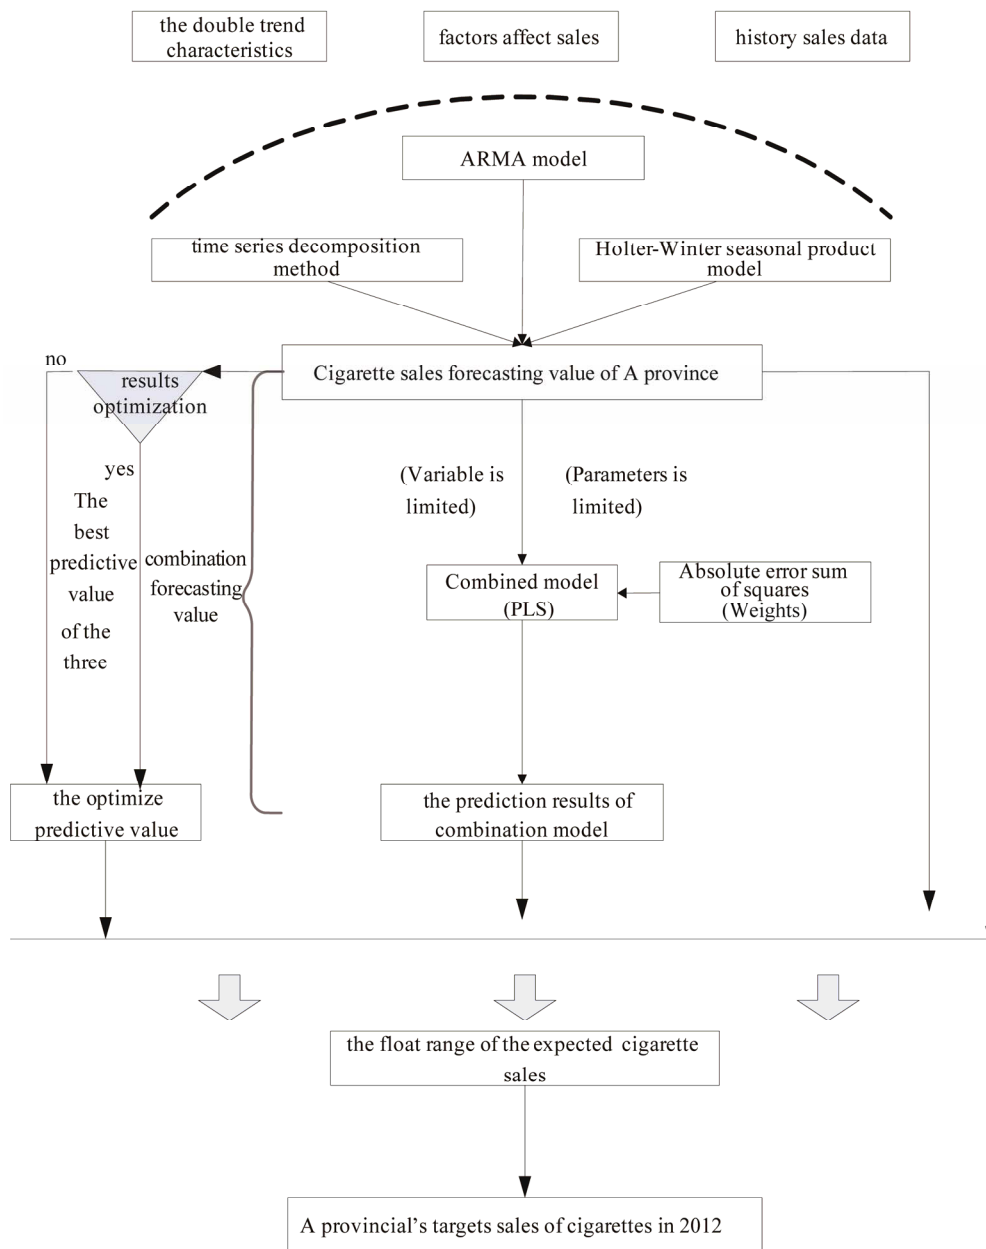 the double trend
characteristics
factors affect sales
history sales data
ARMA model
time series decomposition
method
Holter-Winter seasonal product
model
Cigarette sales forecasting value of A province
no
results
optimization
yes
The
best
predictive
value
of the
three
combination
forecasting
value
(Variable is
limited)
(Parameters is
limited)
Combined model
(PLS)
Absolute error sum
of squares
(Weights)
the optimize
predictive value
the prediction results of
combination model
the float range of the expected cigarette
sales
A provincial's targets sales of cigarettes in 2012